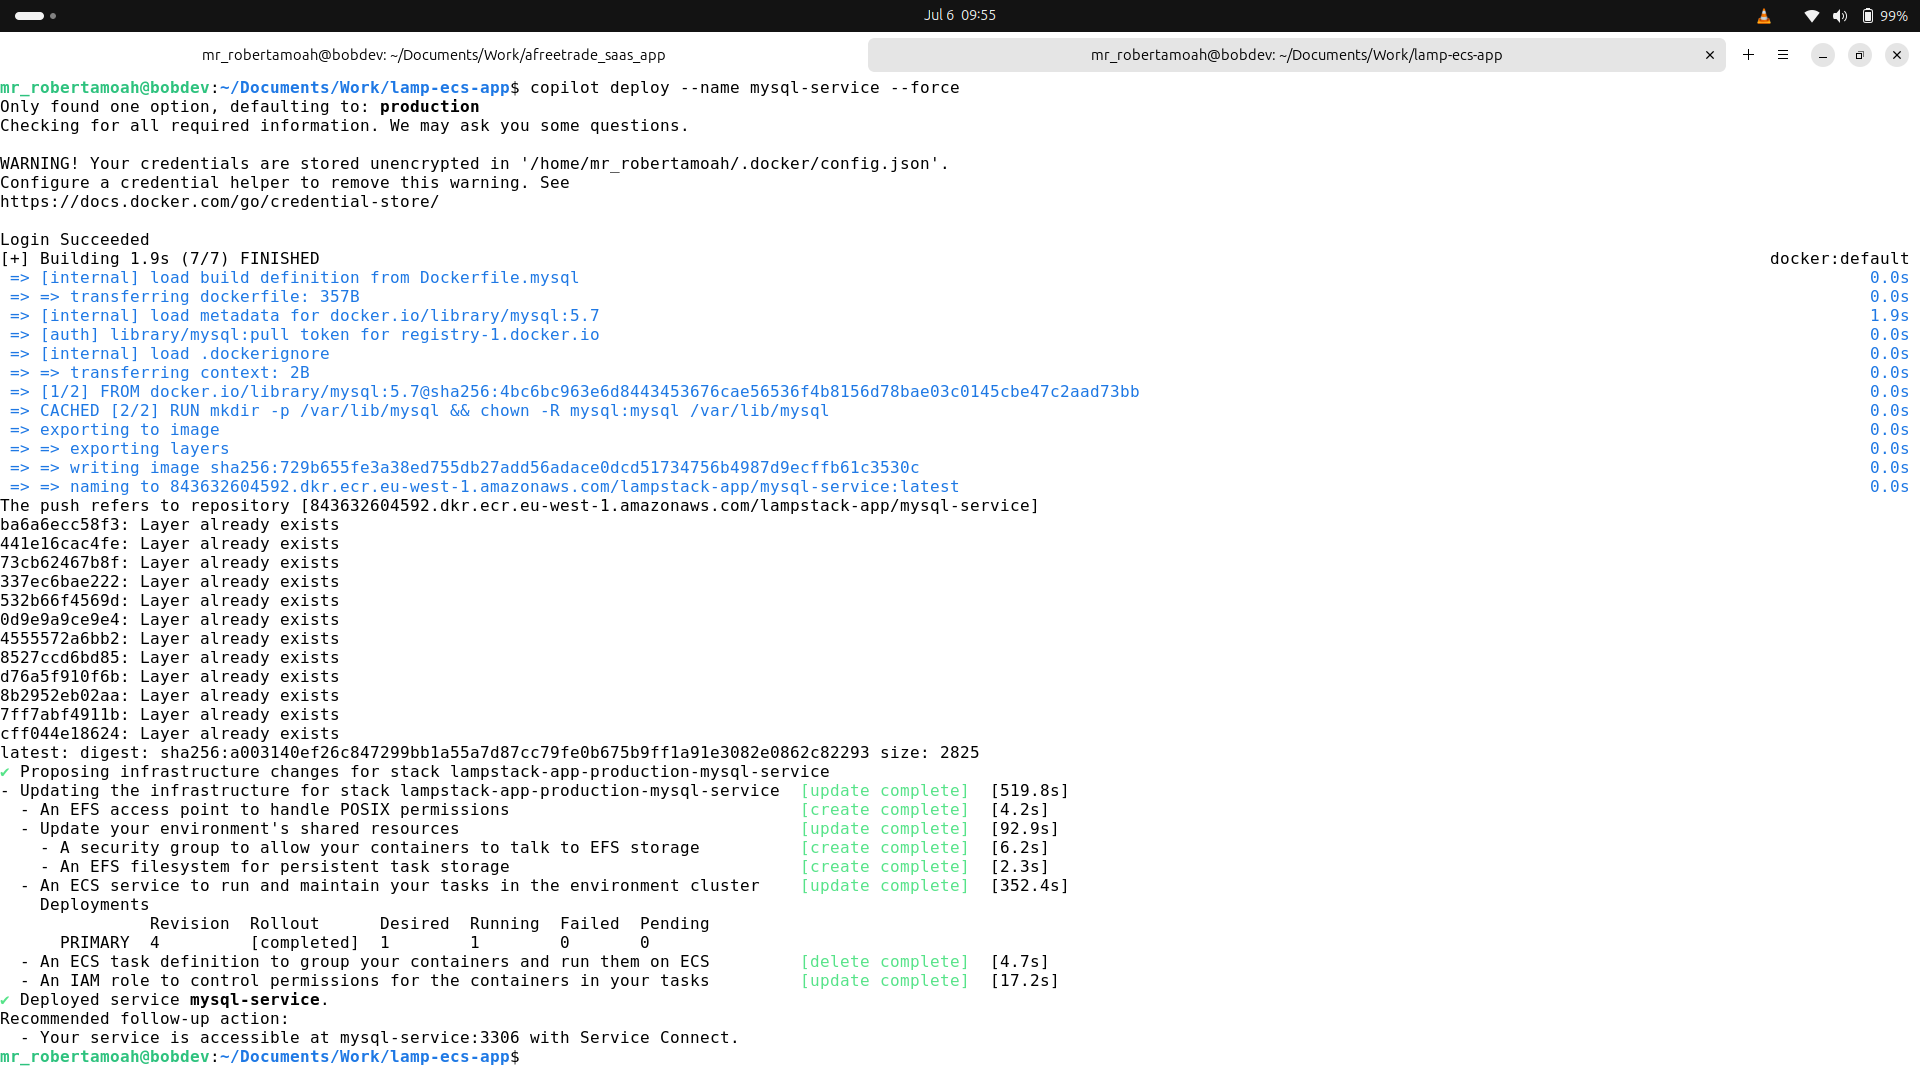 Jul 6 09:55
99%
mr_robertamoah@bobdev: ~/Documents/Work/afreetrade_saas_app
mr_robertamoah@bobdev: ~/Documents/Work/lamp-ecs-app
mr_robertamoah@bobdev:~/Documents/Work/lamp-ecs-app$ copilot deploy --name mysql-service --force
Only found one option, defaulting to: production
Checking for all required information. We may ask you some questions.
WARNING! Your credentials are stored unencrypted in '/home/mr_robertamoah/.docker/config.json'.
Configure a credential helper to remove this warning. See
https://docs.docker.com/go/credential-store/
Login Succeeded
[+] Building 1.9s (7/7) FINISHED docker:default
=> [internal] load build definition from Dockerfile.mysql 0.0s
=> => transferring dockerfile: 357B 0.0s
=> [internal] load metadata for docker.io/library/mysql:5.7 1.9s
=> [auth] library/mysql:pull token for registry-1.docker.io 0.0s
=> [internal] load .dockerignore 0.0s
=> => transferring context: 2B 0.0s
=> [1/2] FROM docker.io/library/mysql:5.7@sha256:4bc6bc963e6d8443453676cae56536f4b8156d78bae03c0145cbe47c2aad73bb 0.0s
=> CACHED [2/2] RUN mkdir -p /var/lib/mysql && chown -R mysql:mysql /var/lib/mysql 0.0s
=> exporting to image 0.0s
=> => exporting layers 0.0s
=> => writing image sha256:729b655fe3a38ed755db27add56adace0dcd51734756b4987d9ecffb61c3530c 0.0s
=> => naming to 843632604592.dkr.ecr.eu-west-1.amazonaws.com/lampstack-app/mysql-service:latest 0.0s
The push refers to repository [843632604592.dkr.ecr.eu-west-1.amazonaws.com/lampstack-app/mysql-service]
ba6a6ecc58f3: Layer already exists
441e16cac4fe: Layer already exists
73cb62467b8f: Layer already exists
337ec6bae222: Layer already exists
532b66f4569d: Layer already exists
0d9e9a9ce9e4: Layer already exists
4555572a6bb2: Layer already exists
8527ccd6bd85: Layer already exists
d76a5f910f6b: Layer already exists
8b2952eb02aa: Layer already exists
7ff7abf4911b: Layer already exists
cff044e18624: Layer already exists
latest: digest: sha256:a003140ef26c847299bb1a55a7d87cc79fe0b675b9ff1a91e3082e0862c82293 size: 2825
✔ Proposing infrastructure changes for stack lampstack-app-production-mysql-service
- Updating the infrastructure for stack lampstack-app-production-mysql-service [update complete] [519.8s]
- An EFS access point to handle POSIX permissions [create complete] [4.2s]
- Update your environment's shared resources [update complete] [92.9s]
- A security group to allow your containers to talk to EFS storage [create complete] [6.2s]
- An EFS filesystem for persistent task storage [create complete] [2.3s]
- An ECS service to run and maintain your tasks in the environment cluster [update complete] [352.4s]
Deployments
Revision Rollout Desired Running Failed Pending
PRIMARY 4 [completed] 1 1 0 0
- An ECS task definition to group your containers and run them on ECS [delete complete] [4.7s]
- An IAM role to control permissions for the containers in your tasks [update complete] [17.2s]
✔ Deployed service mysql-service.
Recommended follow-up action:
- Your service is accessible at mysql-service:3306 with Service Connect.
mr_robertamoah@bobdev:~/Documents/Work/lamp-ecs-app$